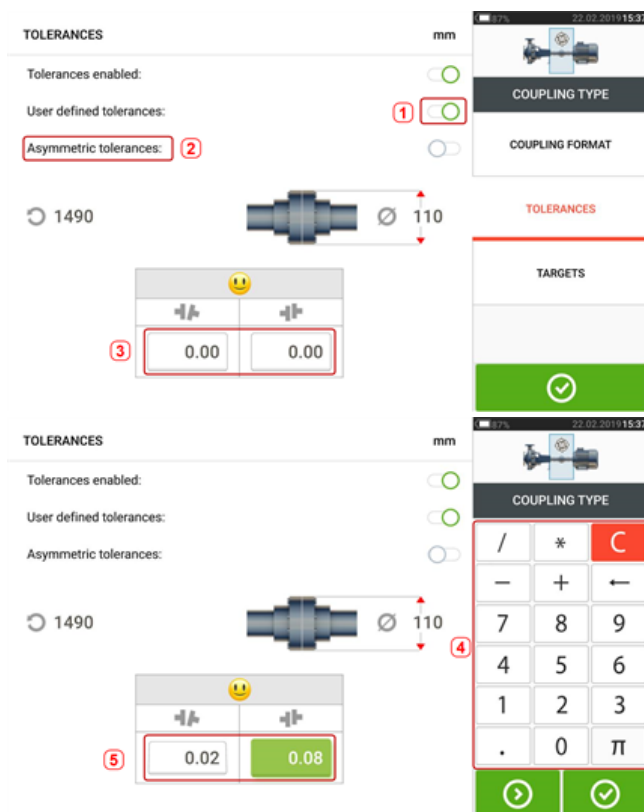 87% 22.02.2019 15:37
TOLERANCES mm
Tolerances enabled:
User defined tolerances: 1
Asymmetric tolerances: 2
1490 Ø 110
3 0.00 0.00
COUPLING TYPE
COUPLING FORMAT
TOLERANCES
TARGETS
87% 22.02.2019 15:37
TOLERANCES mm
Tolerances enabled:
User defined tolerances:
Asymmetric tolerances:
1490 Ø 110
5 0.02 0.08
COUPLING TYPE
4
/ * C
− + ←
7 8 9
4 5 6
1 2 3
. 0 π